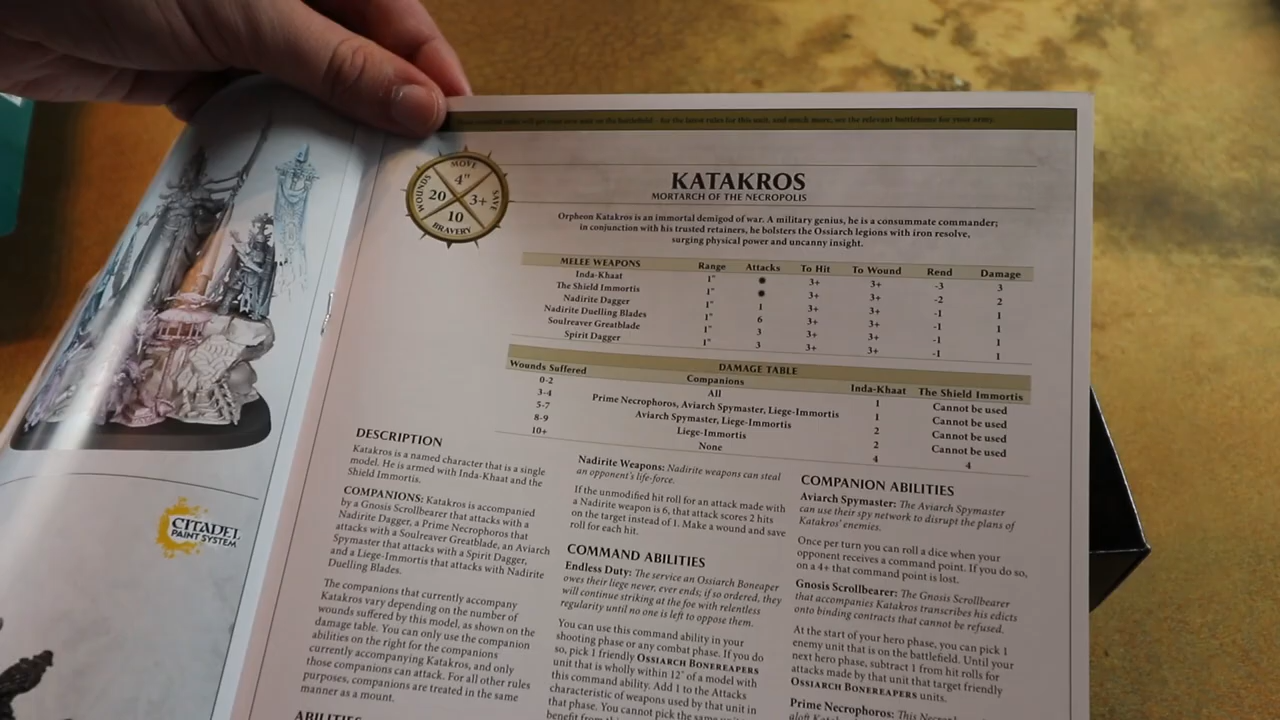 for the latest rules for this unit, and much more, see the relevant battletome for your army.
MOVE
4"
WOUNDS
20
3+
SAVE
10
BRAVERY
KATAKROS
MORTARCH OF THE NECROPOLIS
Orpheon Katakros is an immortal demigod of war. A military genius, he is a consummate commander;
in conjunction with his trusted retainers, he bolsters the Ossiarch legions with iron resolve,
surging physical power and uncanny insight.
MELEE WEAPONS Range Attacks To Hit To Wound Rend Damage
Inda-Khaat 1" ✹ 3+ 3+ -3 3
The Shield Immortis 1" ✹ 3+ 3+ -2 2
Nadirite Dagger 1" 1 3+ 3+ -1 1
Nadirite Duelling Blades 1" 6 3+ 3+ -1 1
Soulreaver Greatblade 1" 3 3+ 3+ -1 1
Spirit Dagger 1" 3 3+ 3+ -1 1
DAMAGE TABLE
Wounds Suffered Companions Inda-Khaat The Shield Immortis
0-2 All 1 Cannot be used
3-4 Prime Necrophoros, Aviarch Spymaster, Liege-Immortis 1 Cannot be used
5-7 Aviarch Spymaster, Liege-Immortis 2 Cannot be used
8-9 Liege-Immortis 2 Cannot be used
10+ None 4 4
DESCRIPTION
Katakros is a named character that is a single
model. He is armed with Inda-Khaat and the
Shield Immortis.
COMPANIONS: Katakros is accompanied
by a Gnosis Scrollbearer that attacks with a
Nadirite Dagger, a Prime Necrophoros that
attacks with a Soulreaver Greatblade, an Aviarch
Spymaster that attacks with a Spirit Dagger,
and a Liege-Immortis that attacks with Nadirite
Duelling Blades.
The companions that currently accompany
Katakros vary depending on the number of
wounds suffered by this model, as shown on the
damage table. You can only use the companion
abilities on the right for the companions
currently accompanying Katakros, and only
those companions can attack. For all other rules
purposes, companions are treated in the same
manner as a mount.
ABILITIES
Nadirite Weapons: Nadirite weapons can steal
an opponent's life-force.
If the unmodified hit roll for an attack made with
a Nadirite weapon is 6, that attack scores 2 hits
on the target instead of 1. Make a wound and save
roll for each hit.
COMMAND ABILITIES
Endless Duty: The service an Ossiarch Boneaper
owes their liege never, ever ends; if so ordered, they
will continue striking at the foe with relentless
regularity until no one is left to oppose them.
You can use this command ability in your
shooting phase or any combat phase. If you do
so, pick 1 friendly OSSIARCH BONEREAPERS
unit that is wholly within 12" of a model with
this command ability. Add 1 to the Attacks
characteristic of weapons used by that unit in
that phase. You cannot pick the same unit
benefit from this
COMPANION ABILITIES
Aviarch Spymaster: The Aviarch Spymaster
can use their spy network to disrupt the plans of
Katakros' enemies.
Once per turn you can roll a dice when your
opponent receives a command point. If you do so,
on a 4+ that command point is lost.
Gnosis Scrollbearer: The Gnosis Scrollbearer
that accompanies Katakros transcribes his edicts
onto binding contracts that cannot be refused.
At the start of your hero phase, you can pick 1
enemy unit that is on the battlefield. Until your
next hero phase, subtract 1 from hit rolls for
attacks made by that unit that target friendly
OSSIARCH BONEREAPERS units.
Prime Necrophoros: This
CITADEL
PAINT SYSTEM